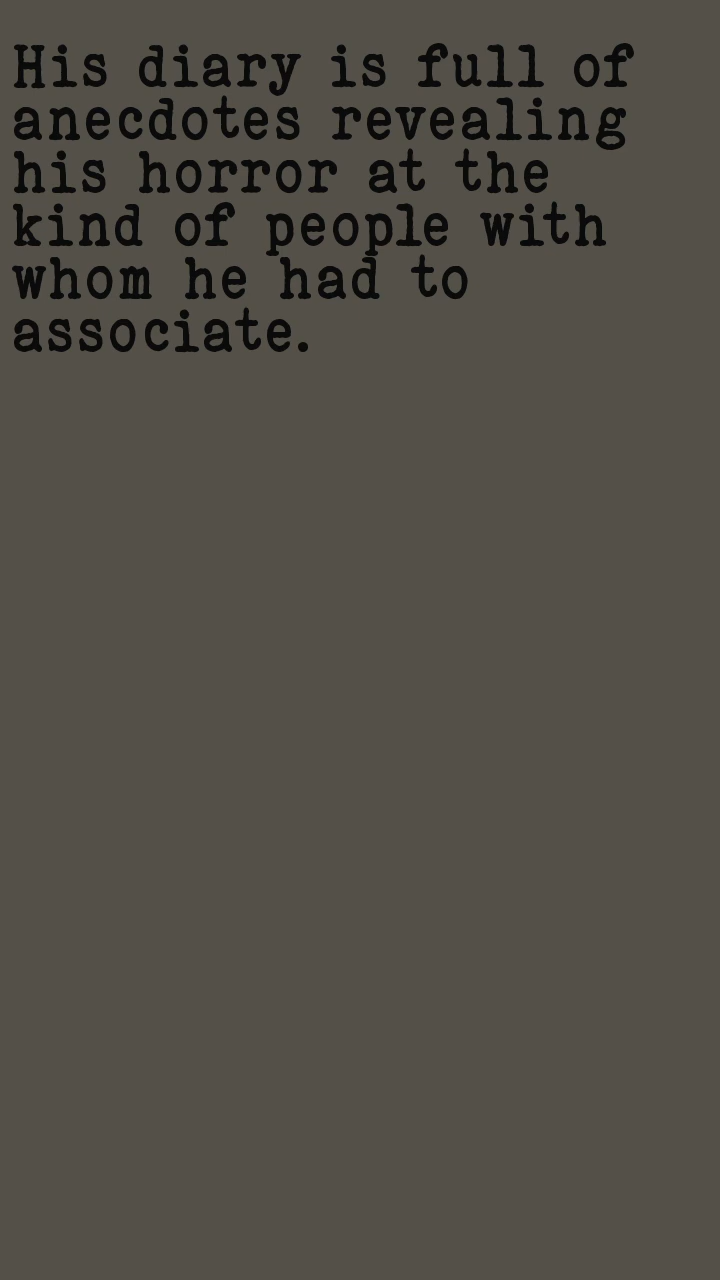 His diary is full of
anecdotes revealing
his horror at the
kind of people with
whom he had to
associate.